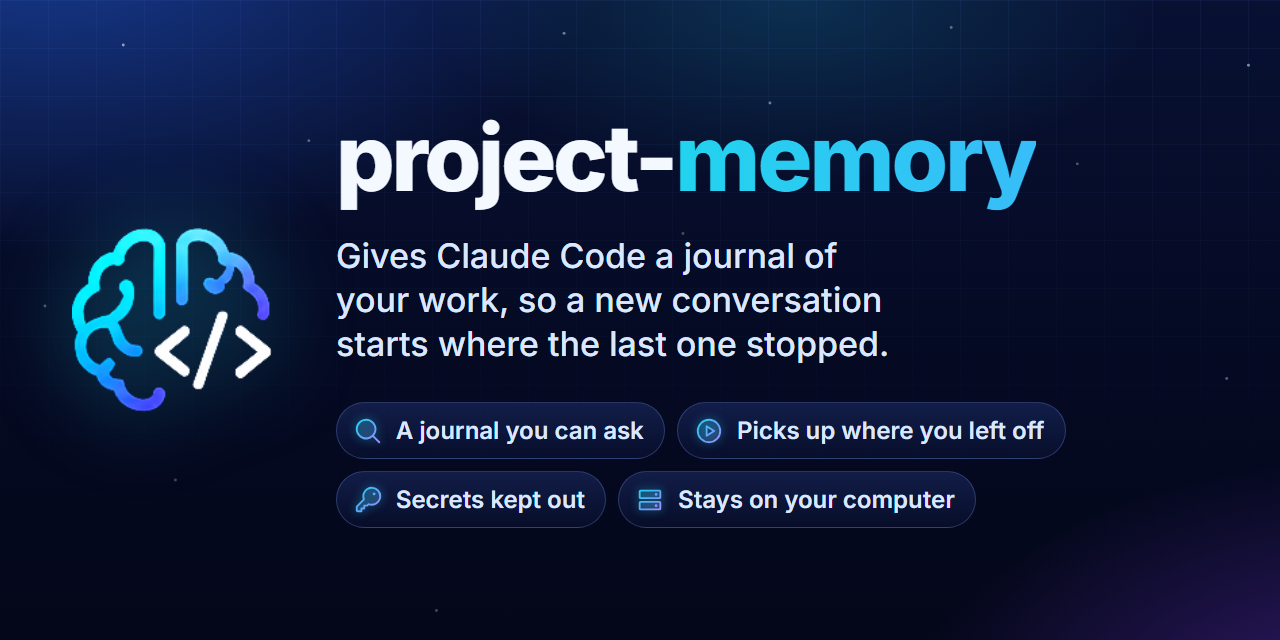 project-memory
Gives Claude Code a journal of
your work, so a new conversation
starts where the last one stopped.
A journal you can ask
Picks up where you left off
Secrets kept out
Stays on your computer